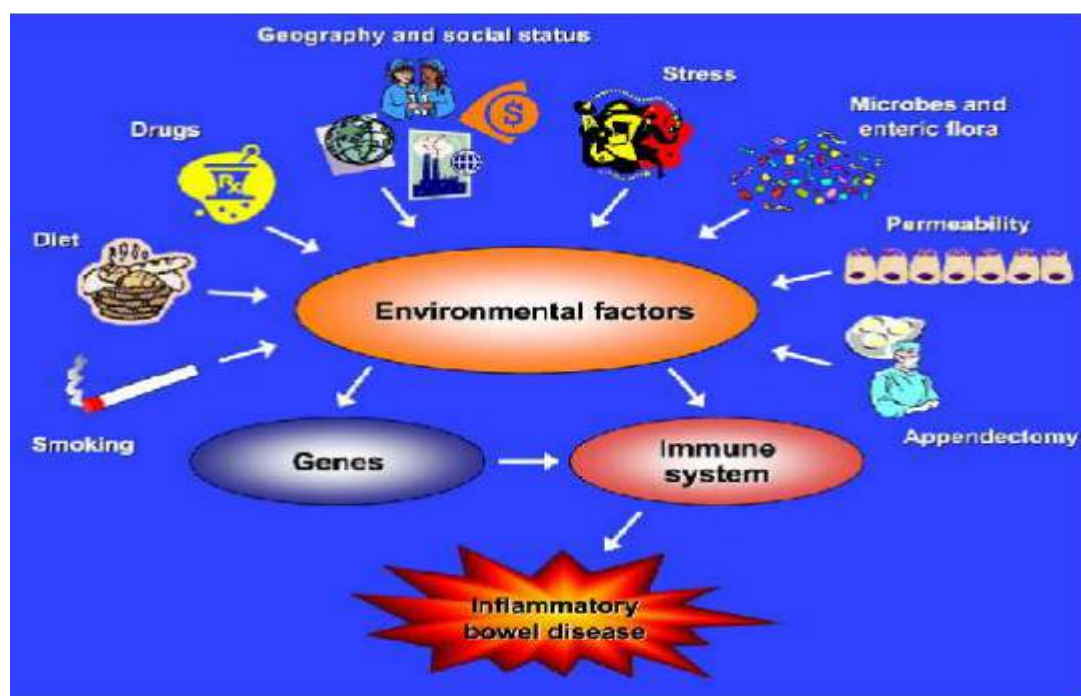 Geography and social status
Stress
Microbes and
enteric flora
Drugs
Rx
$
Permeability
Diet
Environmental factors
Smoking
Appendectomy
Genes
Immune
system
Inflammatory
bowel disease